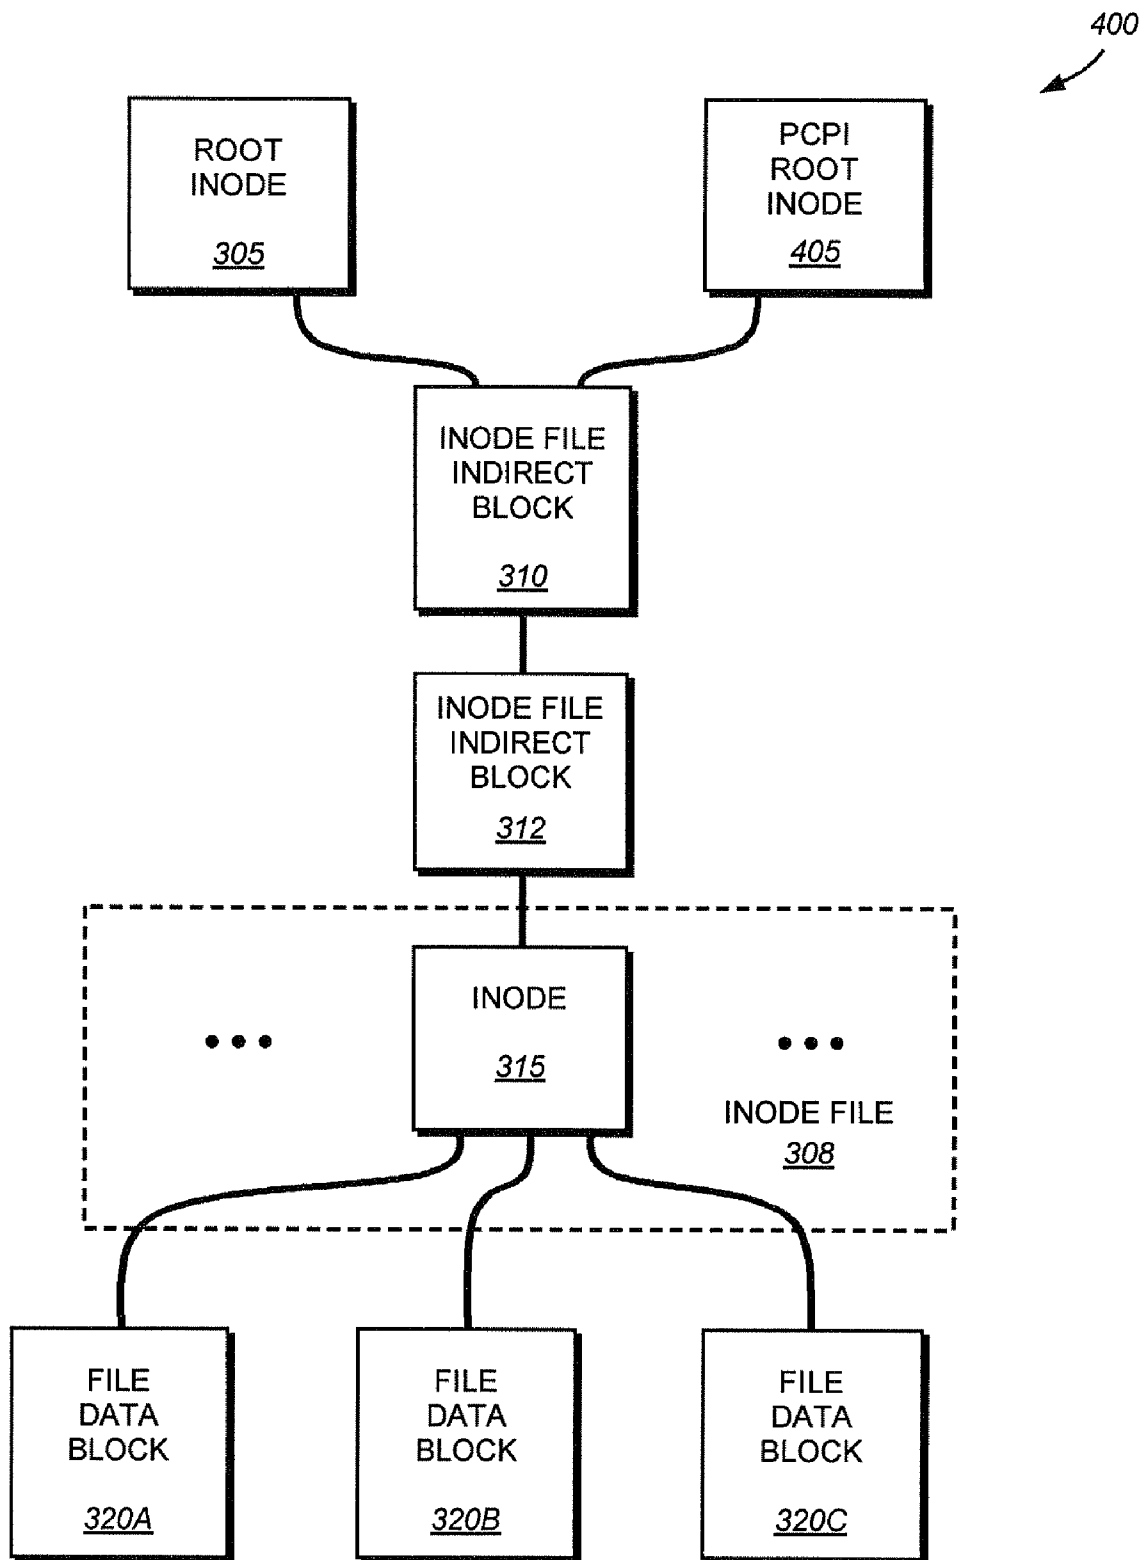 400
ROOT
INODE
305
PCPI
ROOT
INODE
405
INODE FILE
INDIRECT
BLOCK
310
INODE FILE
INDIRECT
BLOCK
312
INODE
315
INODE FILE
308
FILE
DATA
BLOCK
320A
FILE
DATA
BLOCK
320B
FILE
DATA
BLOCK
320C